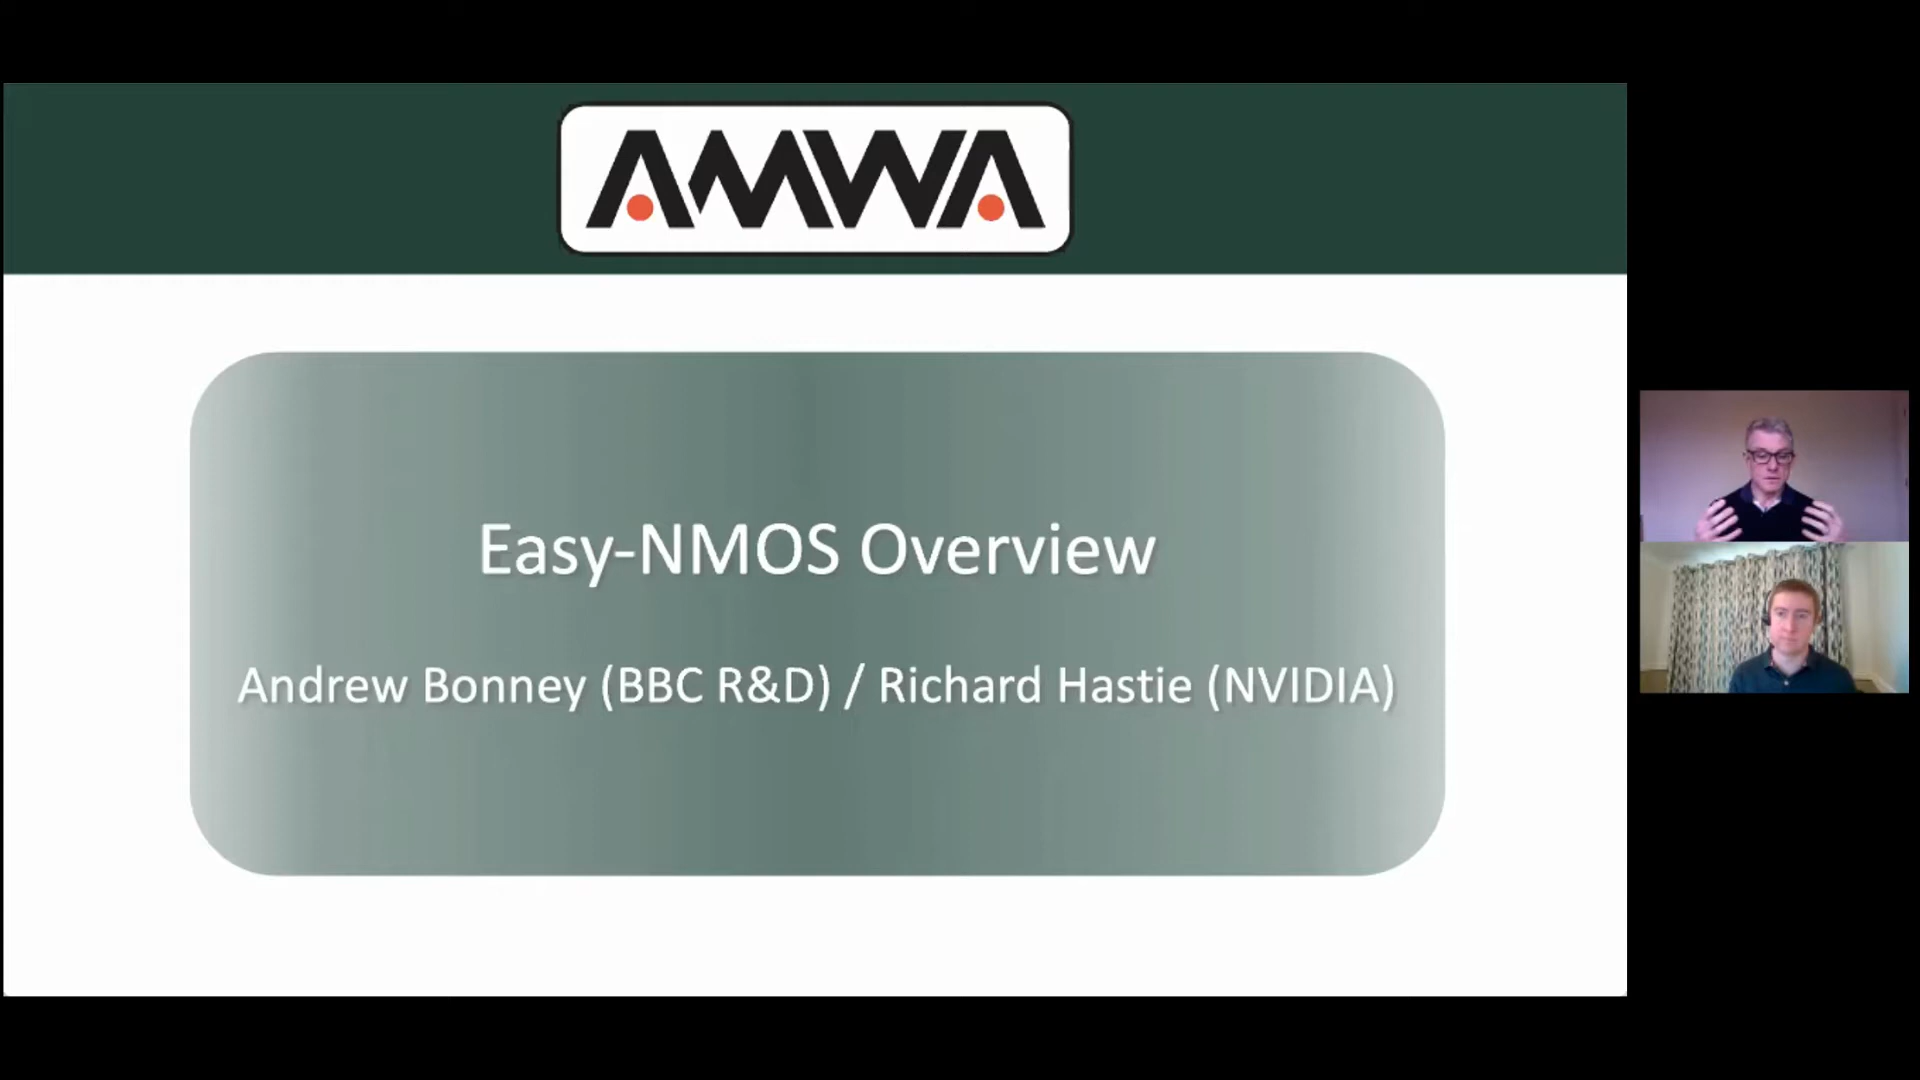 AMWA
Easy-NMOS Overview
Andrew Bonney (BBC R&D) / Richard Hastie (NVIDIA)